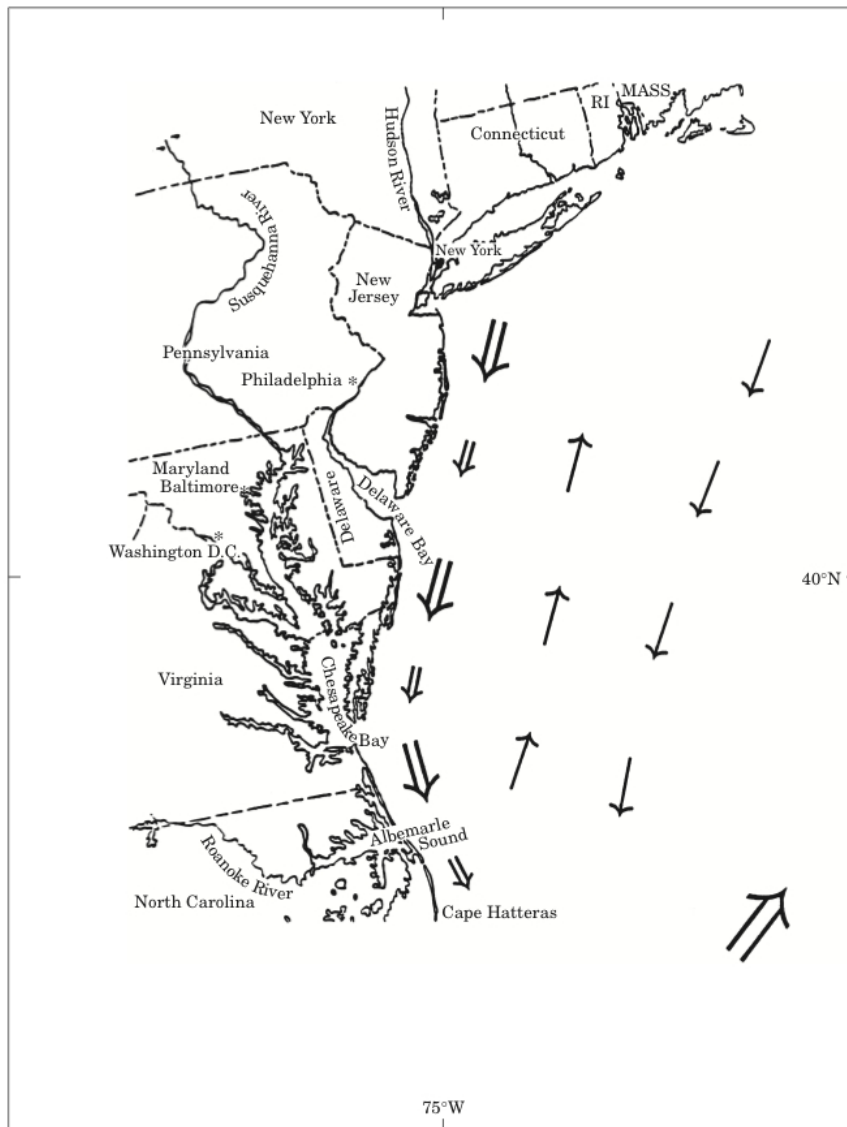 MASS
RI
New York
Connecticut
Hudson River
Susquehanna River
New York
New
Jersey
Pennsylvania
Philadelphia *
Maryland
Baltimore *
Delaware
Delaware Bay
*
Washington D.C.
40°N
Virginia
Chesapeake Bay
Albemarle
Sound
Roanoke River
North Carolina
Cape Hatteras
75°W